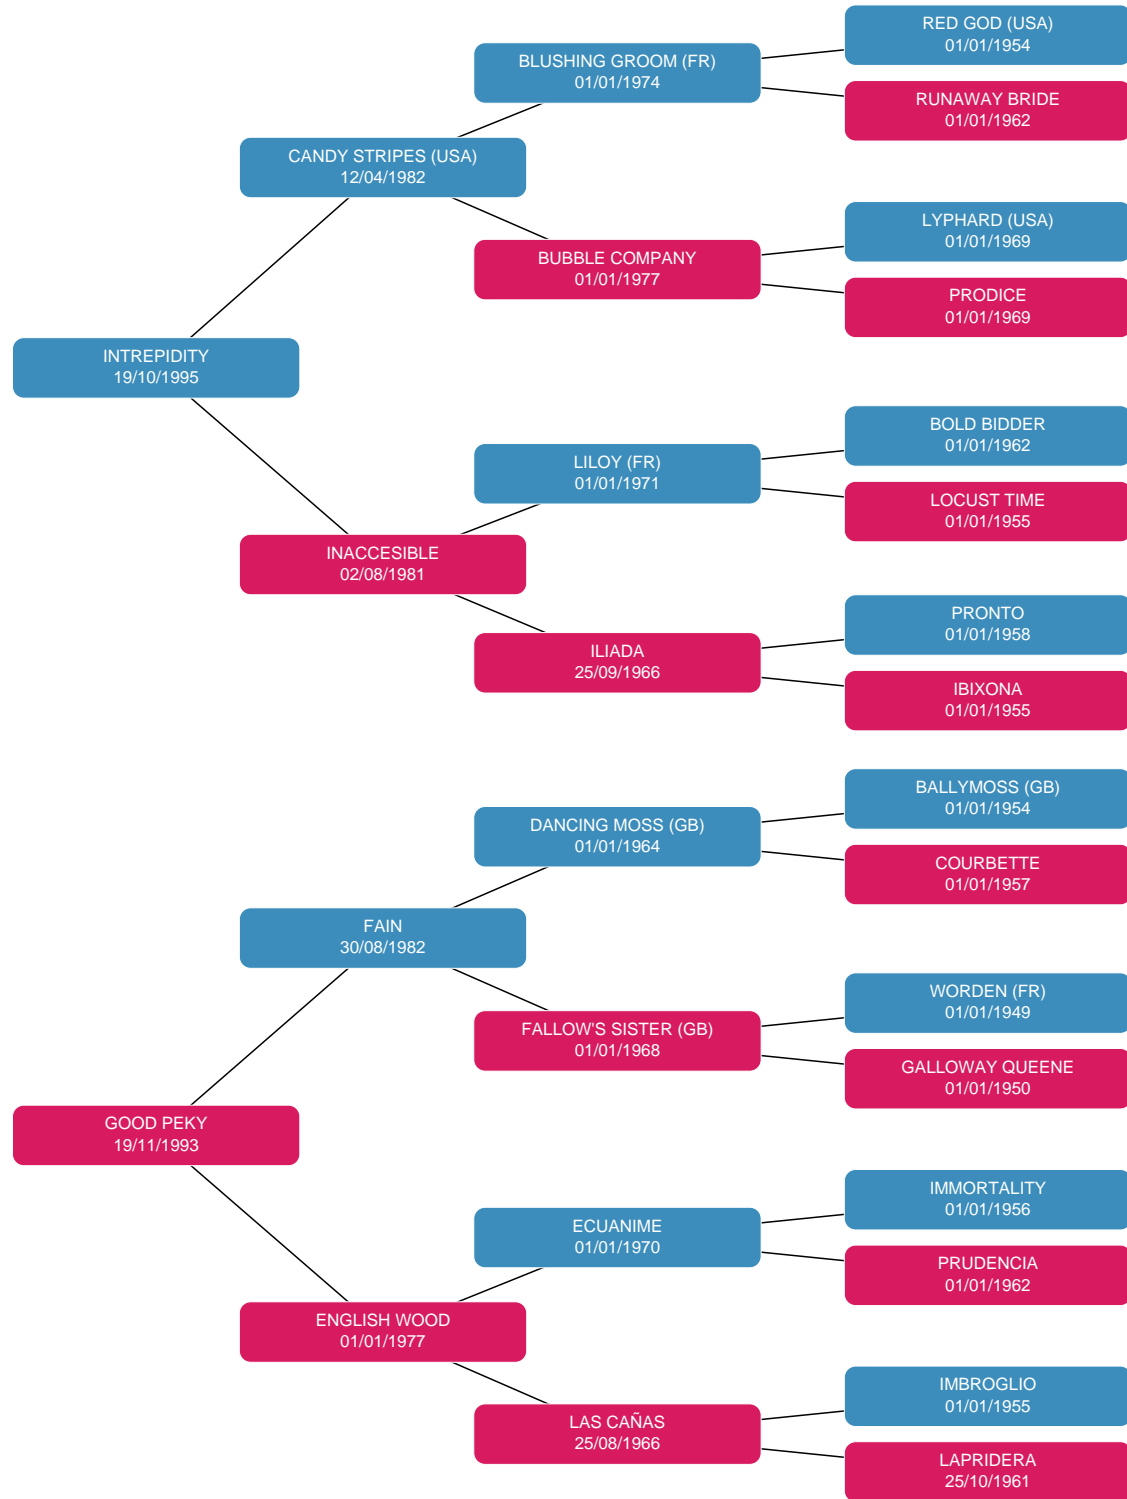 RED GOD (USA)
01/01/1954
BLUSHING GROOM (FR)
01/01/1974
RUNAWAY BRIDE
01/01/1962
CANDY STRIPES (USA)
12/04/1982
LYPHARD (USA)
01/01/1969
BUBBLE COMPANY
01/01/1977
PRODICE
01/01/1969
INTREPIDITY
19/10/1995
BOLD BIDDER
01/01/1962
LILOY (FR)
01/01/1971
LOCUST TIME
01/01/1955
INACCESIBLE
02/08/1981
PRONTO
01/01/1958
ILIADA
25/09/1966
IBIXONA
01/01/1955
BALLYMOSS (GB)
01/01/1954
DANCING MOSS (GB)
01/01/1964
COURBETTE
01/01/1957
FAIN
30/08/1982
WORDEN (FR)
01/01/1949
FALLOW'S SISTER (GB)
01/01/1968
GALLOWAY QUEENE
01/01/1950
GOOD PEKY
19/11/1993
IMMORTALITY
01/01/1956
ECUANIME
01/01/1970
PRUDENCIA
01/01/1962
ENGLISH WOOD
01/01/1977
IMBROGLIO
01/01/1955
LAS CAÑAS
25/08/1966
LAPRIDERA
25/10/1961